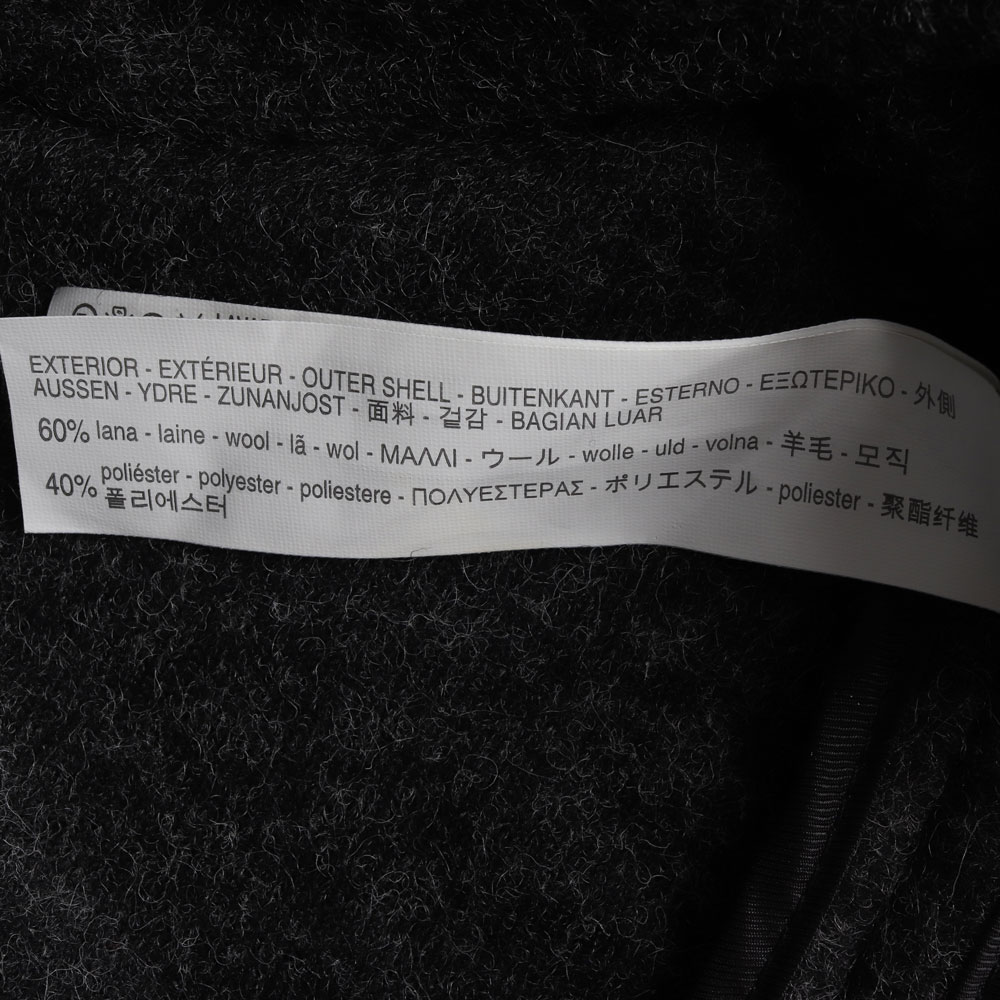 EXTERIOR - EXTÉRIEUR - OUTER SHELL - BUITENKANT - ESTERNO - ΕΞΩΤΕΡΙΚΟ - 外側
AUSSEN - YDRE - ZUNANJOST - 面料 - 겉감 - BAGIAN LUAR
60% lana - laine - wool - lã - wol - ΜΑΛΛΙ - ウール - wolle - uld - volna - 羊毛 - 모직
40% poliéster - polyester - poliestere - ΠΟΛΥΕΣΤΕΡΑΣ - ポリエステル - poliester - 聚酯纤维
폴리에스터